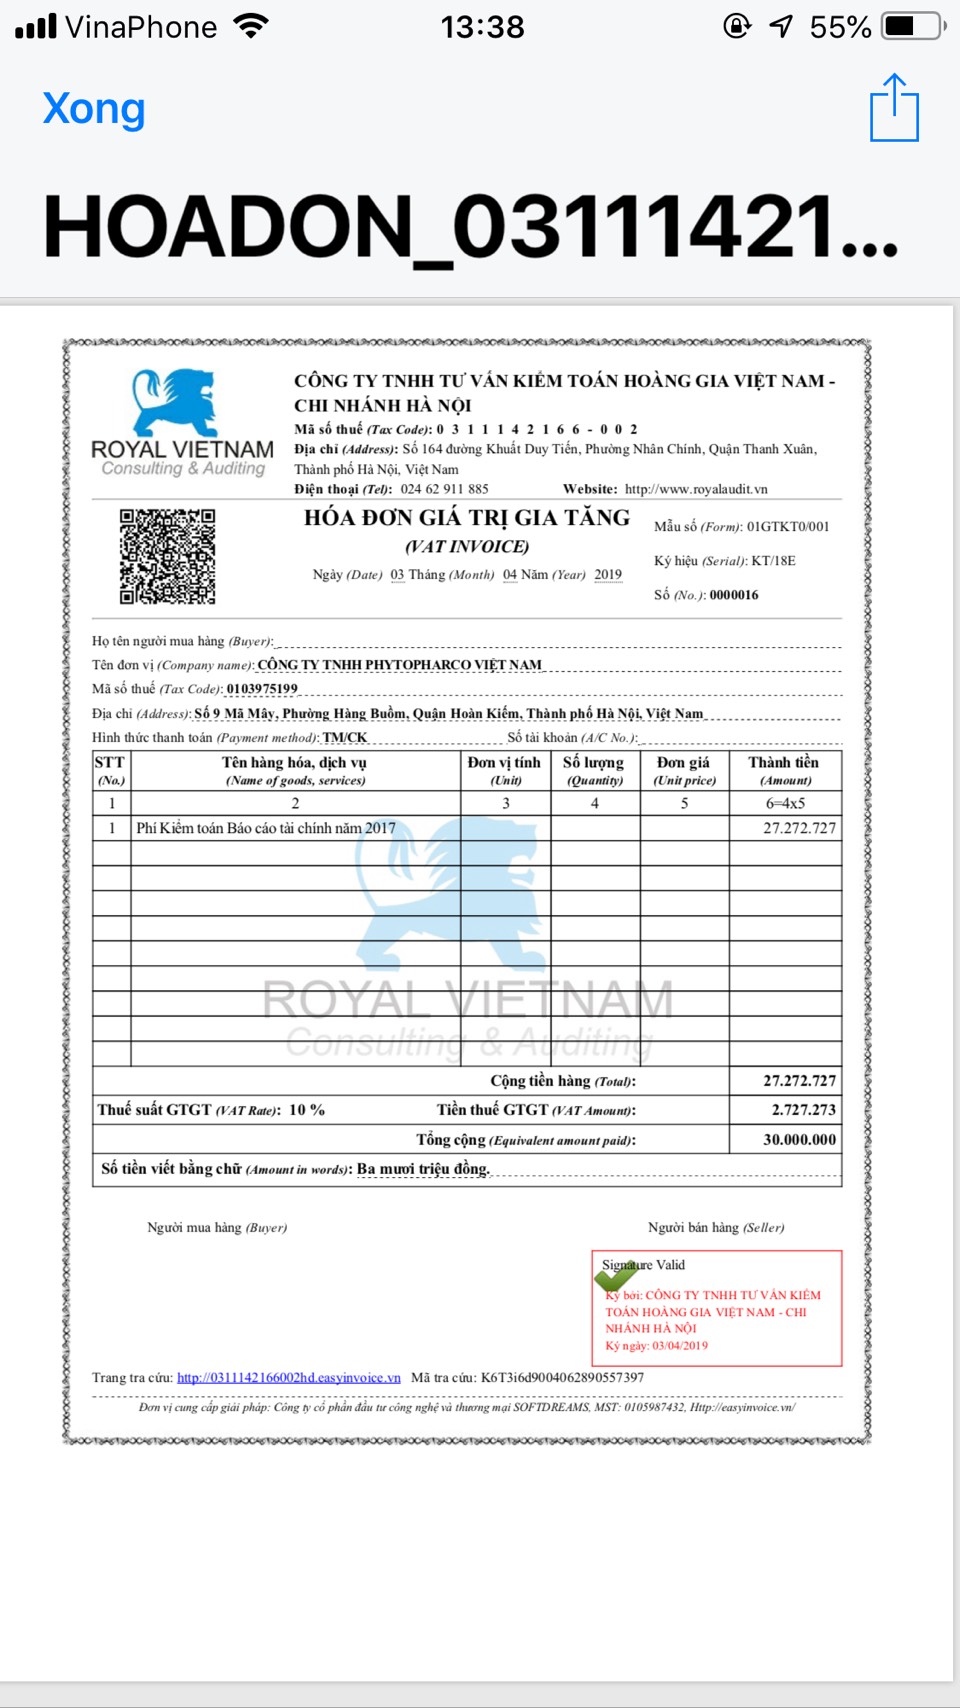 VinaPhone 13:38 55%
Xong
HOADON_03111421...
CÔNG TY TNHH TƯ VẤN KIỂM TOÁN HOÀNG GIA VIỆT NAM -
CHI NHÁNH HÀ NỘI
Mã số thuế (Tax Code): 0 3 1 1 1 4 2 1 6 6 - 0 0 2
ROYAL VIETNAM
Consulting & Auditing
Địa chỉ (Address): Số 164 đường Khuất Duy Tiến, Phường Nhân Chính, Quận Thanh Xuân,
Thành phố Hà Nội, Việt Nam
Điện thoại (Tel): 024 62 911 885 Website: http://www.royalaudit.vn
HÓA ĐƠN GIÁ TRỊ GIA TĂNG
(VAT INVOICE)
Ngày (Date) 03 Tháng (Month) 04 Năm (Year) 2019
Mẫu số (Form): 01GTKT0/001
Ký hiệu (Serial): KT/18E
Số (No.): 0000016
Họ tên người mua hàng (Buyer):
Tên đơn vị (Company name): CÔNG TY TNHH PHYTOPHARCO VIỆT NAM
Mã số thuế (Tax Code): 0103975199
Địa chỉ (Address): Số 9 Mã Mây, Phường Hàng Buồm, Quận Hoàn Kiếm, Thành phố Hà Nội, Việt Nam
Hình thức thanh toán (Payment method): TM/CK Số tài khoản (A/C No.):
STT Tên hàng hóa, dịch vụ Đơn vị tính Số lượng Đơn giá Thành tiền
(No.) (Name of goods, services) (Unit) (Quantity) (Unit price) (Amount)
1 2 3 4 5 6=4x5
1 Phí Kiểm toán Báo cáo tài chính năm 2017 27.272.727
ROYAL VIETNAM
Consulting & Auditing
Cộng tiền hàng (Total): 27.272.727
Thuế suất GTGT (VAT Rate): 10 % Tiền thuế GTGT (VAT Amount): 2.727.273
Tổng cộng (Equivalent amount paid): 30.000.000
Số tiền viết bằng chữ (Amount in words): Ba mươi triệu đồng.
Người mua hàng (Buyer) Người bán hàng (Seller)
Signature Valid
Ký bởi: CÔNG TY TNHH TƯ VẤN KIỂM
TOÁN HOÀNG GIA VIỆT NAM - CHI
NHÁNH HÀ NỘI
Ký ngày: 03/04/2019
Trang tra cứu: http://0311142166002hd.easyinvoice.vn Mã tra cứu: K6T3i6d9004062890557397
Đơn vị cung cấp giải pháp: Công ty cổ phần đầu tư công nghệ và thương mại SOFTDREAMS, MST: 0105987432, Http://easyinvoice.vn/